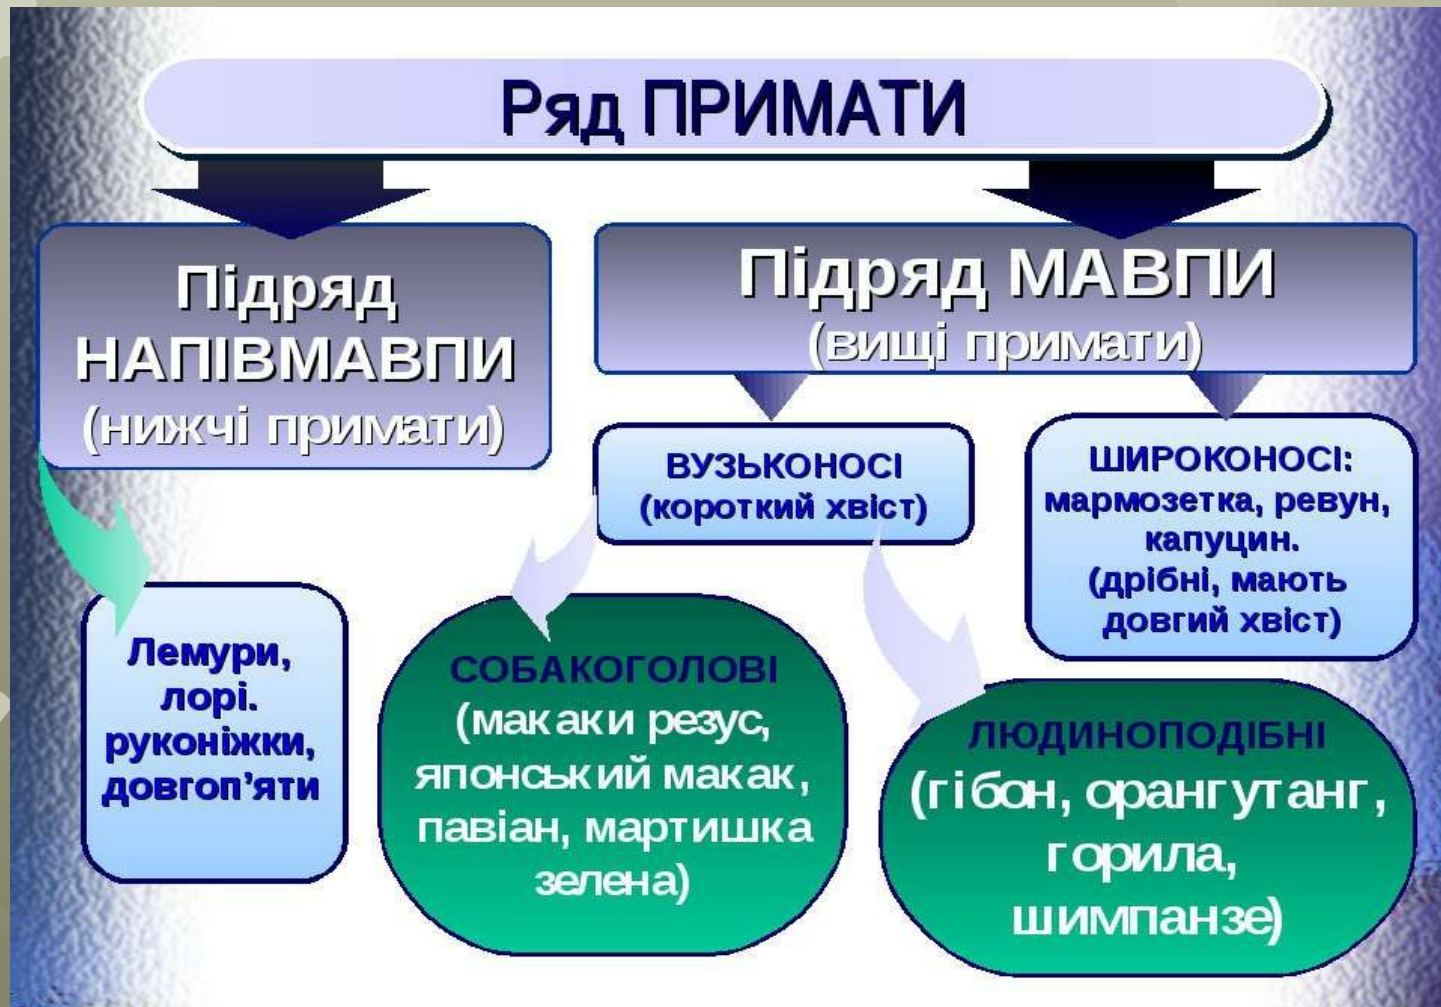 Ряд ПРИМАТИ
Підряд
НАПІВМАВПИ
(нижчі примати)
Підряд МАВПИ
(вищі примати)
ВУЗЬКОНОСІ
(короткий хвіст)
ШИРОКОНОСІ:
мармозетка, ревун,
капуцин.
(дрібні, мають
довгий хвіст)
Лемури,
лорі.
руконіжки,
довгоп’яти
СОБАКОГОЛОВІ
(макаки резус,
японський макак,
павіан, мартишка
зелена)
ЛЮДИНОПОДІБНІ
(гібон, орангутанг,
горила,
шимпанзе)